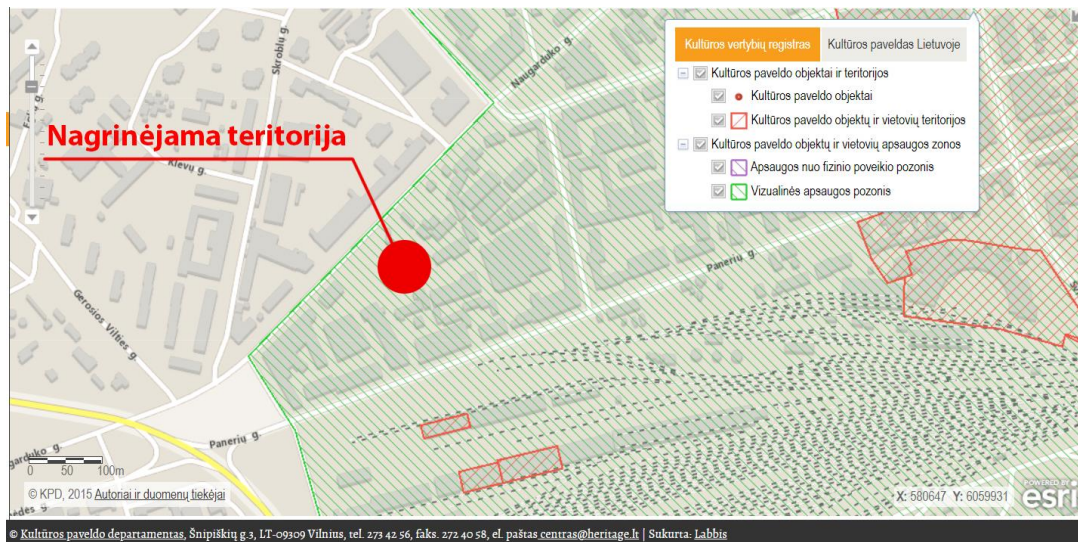 Skroblų g.
Naugarduko g.
Nagrinėjama teritorija
Klevų g.
Gerosios Vilties g.
Panerių g.
Panerių g.
Kultūros vertybių registras
Kultūros paveldas Lietuvoje
Kultūros paveldo objektai ir teritorijos
Kultūros paveldo objektai
Kultūros paveldo objektų ir vietovių teritorijos
Kultūros paveldo objektų ir vietovių apsaugos zonos
Apsaugos nuo fizinio poveikio pozonis
Vizualinės apsaugos pozonis
0 50 100m
© KPD, 2015 Autoriai ir duomenų tiekėjai
X: 580647 Y: 6059931
POWERED BY
esri
© Kultūros paveldo departamentas, Šnipiškių g.3, LT-09309 Vilnius, tel. 273 42 56, faks. 272 40 58, el. paštas centras@heritage.lt | Sukurta: Labbis